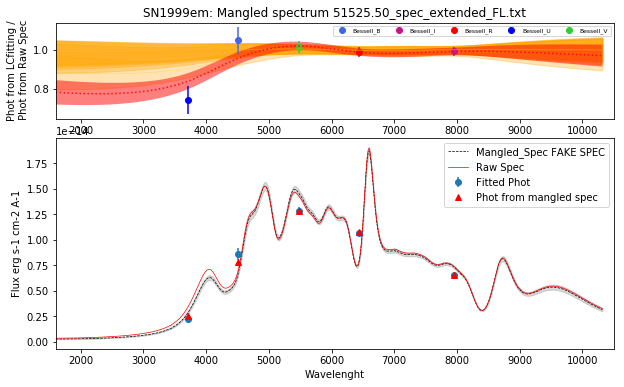 SN1999em: Mangled spectrum 51525.50_spec_extended_FL.txt
Phot from LCfitting /
Phot from Raw Spec
1.0
0.8
Bessell_B
Bessell_I
Bessell_R
Bessell_U
Bessell_V
2000 3000 4000 5000 6000 7000 8000 9000 10000
1e-14
Flux erg s-1 cm-2 A-1
1.75
1.50
1.25
1.00
0.75
0.50
0.25
0.00
Mangled_Spec FAKE SPEC
Raw Spec
Fitted Phot
Phot from mangled spec
2000 3000 4000 5000 6000 7000 8000 9000 10000
Wavelenght